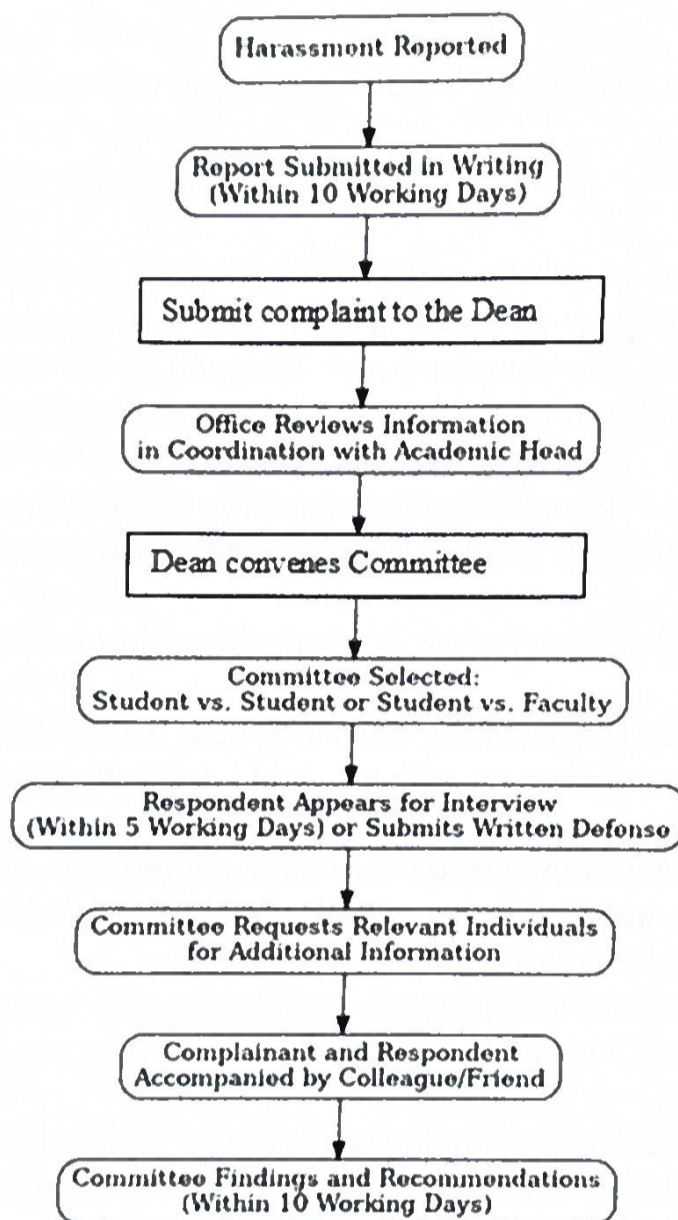 Harassment Reported
Report Submitted in Writing
(Within 10 Working Days)
Submit complaint to the Dean
Office Reviews Information
in Coordination with Academic Head
Dean convenes Committee
Committee Selected:
Student vs. Student or Student vs. Faculty
Respondent Appears for Interview
(Within 5 Working Days) or Submits Written Defense
Committee Requests Relevant Individuals
for Additional Information
Complainant and Respondent
Accompanied by Colleague/Friend
Committee Findings and Recommendations
(Within 10 Working Days)